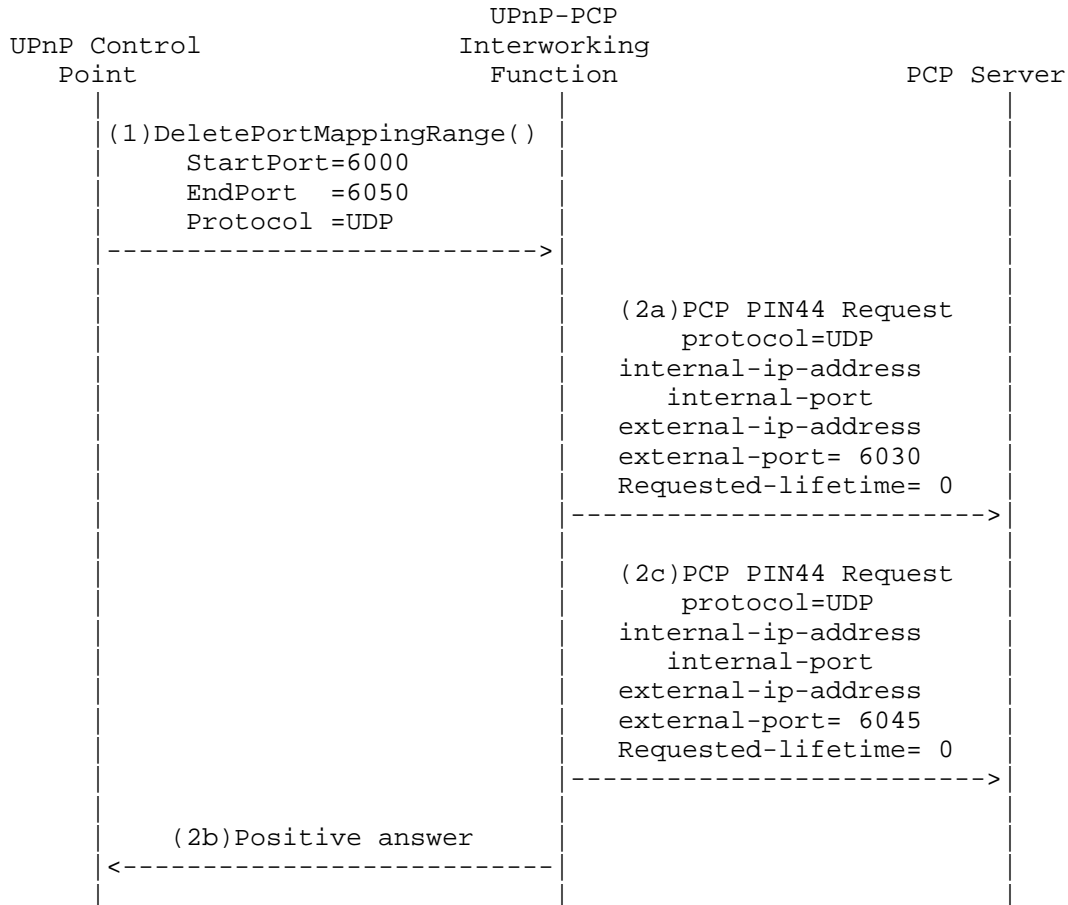 UPnP-PCP
UPnP Control Interworking
Point Function PCP Server
(1)DeletePortMappingRange()
StartPort=6000
EndPort =6050
Protocol =UDP
(2a)PCP PIN44 Request
protocol=UDP
internal-ip-address
internal-port
external-ip-address
external-port= 6030
Requested-lifetime= 0
(2c)PCP PIN44 Request
protocol=UDP
internal-ip-address
internal-port
external-ip-address
external-port= 6045
Requested-lifetime= 0
(2b)Positive answer